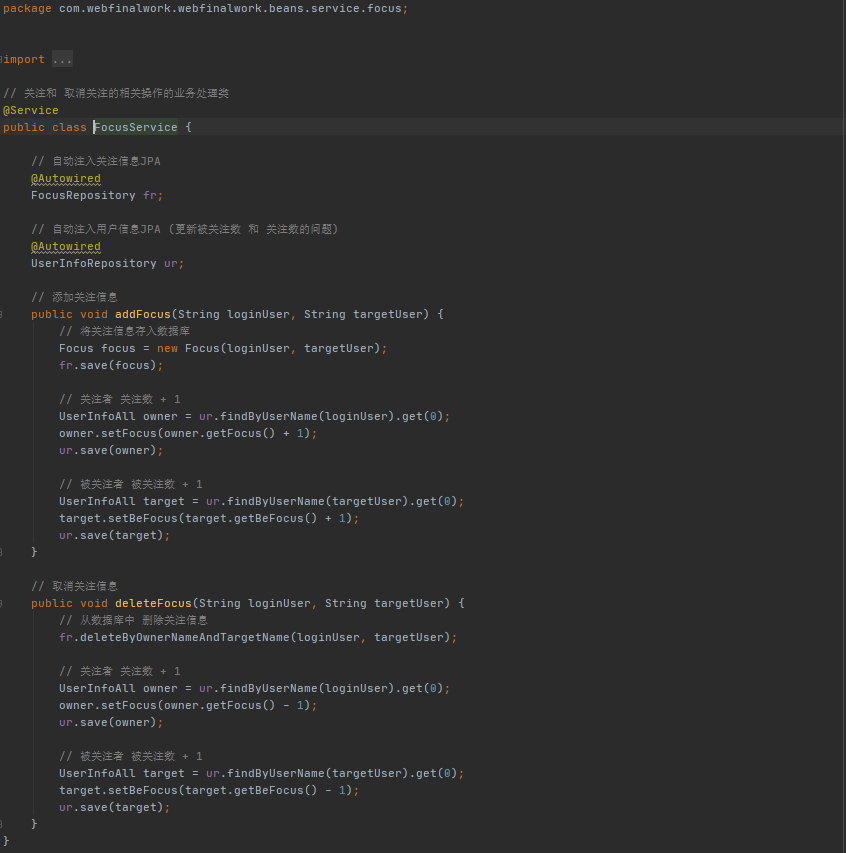 package com.webfinalwork.webfinalwork.beans.service.focus;
import ...
// 关注和 取消关注的相关操作的业务处理类
@Service
public class FocusService {
// 自动注入关注信息JPA
@Autowired
FocusRepository fr;
// 自动注入用户信息JPA (更新被关注数 和 关注数的问题)
@Autowired
UserInfoRepository ur;
// 添加关注信息
public void addFocus(String loginUser, String targetUser) {
// 将关注信息存入数据库
Focus focus = new Focus(loginUser, targetUser);
fr.save(focus);
// 关注者 关注数 + 1
UserInfoAll owner = ur.findByUserName(loginUser).get(0);
owner.setFocus(owner.getFocus() + 1);
ur.save(owner);
// 被关注者 被关注数 + 1
UserInfoAll target = ur.findByUserName(targetUser).get(0);
target.setBeFocus(target.getBeFocus() + 1);
ur.save(target);
}
// 取消关注信息
public void deleteFocus(String loginUser, String targetUser) {
// 从数据库中 删除关注信息
fr.deleteByOwnerNameAndTargetName(loginUser, targetUser);
// 关注者 关注数 + 1
UserInfoAll owner = ur.findByUserName(loginUser).get(0);
owner.setFocus(owner.getFocus() - 1);
ur.save(owner);
// 被关注者 被关注数 + 1
UserInfoAll target = ur.findByUserName(targetUser).get(0);
target.setBeFocus(target.getBeFocus() - 1);
ur.save(target);
}
}